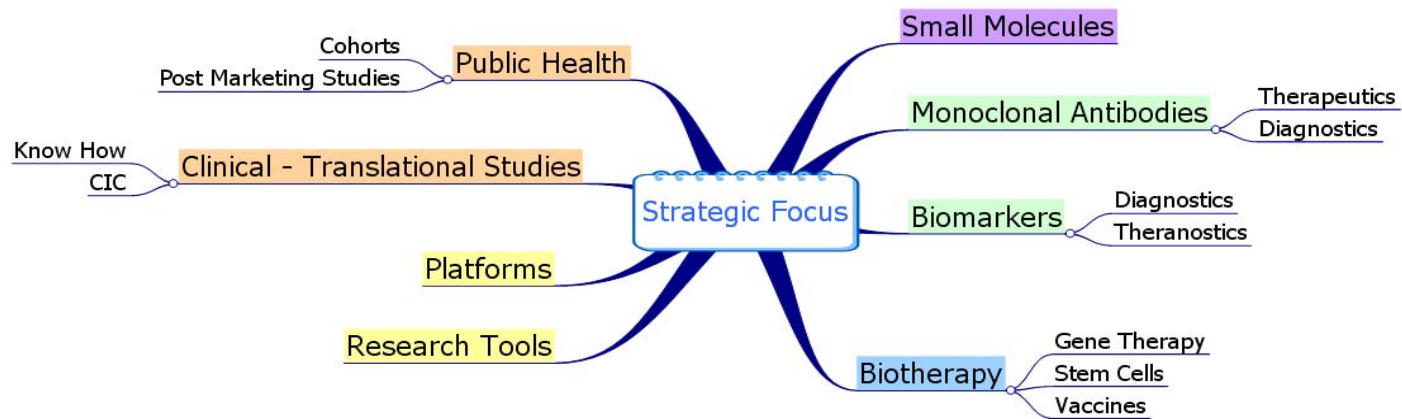 Strategic Focus
Small Molecules
Monoclonal Antibodies
Therapeutics
Diagnostics
Biomarkers
Diagnostics
Theranostics
Biotherapy
Gene Therapy
Stem Cells
Vaccines
Public Health
Cohorts
Post Marketing Studies
Clinical - Translational Studies
Know How
CIC
Platforms
Research Tools